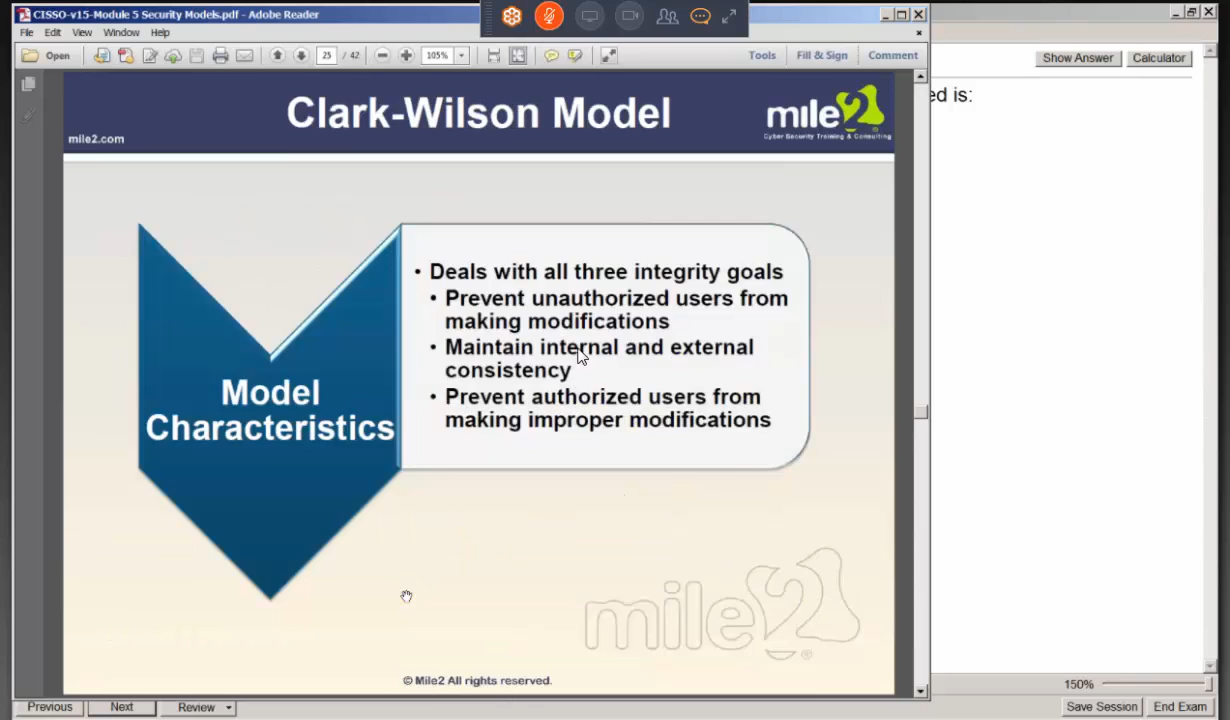 CISSO-v15-Module 5 Security Models.pdf - Adobe Reader
File Edit View Window Help
Open 25 / 42 105% Tools Fill & Sign Comment
Show Answer Calculator
ed is:
Clark-Wilson Model
mile2
Cyber Security Training & Consulting
mile2.com
• Deals with all three integrity goals
• Prevent unauthorized users from
making modifications
• Maintain internal and external
consistency
• Prevent authorized users from
making improper modifications
Model
Characteristics
mile2
© Mile2 All rights reserved.
150%
Previous Next Review Save Session End Exam